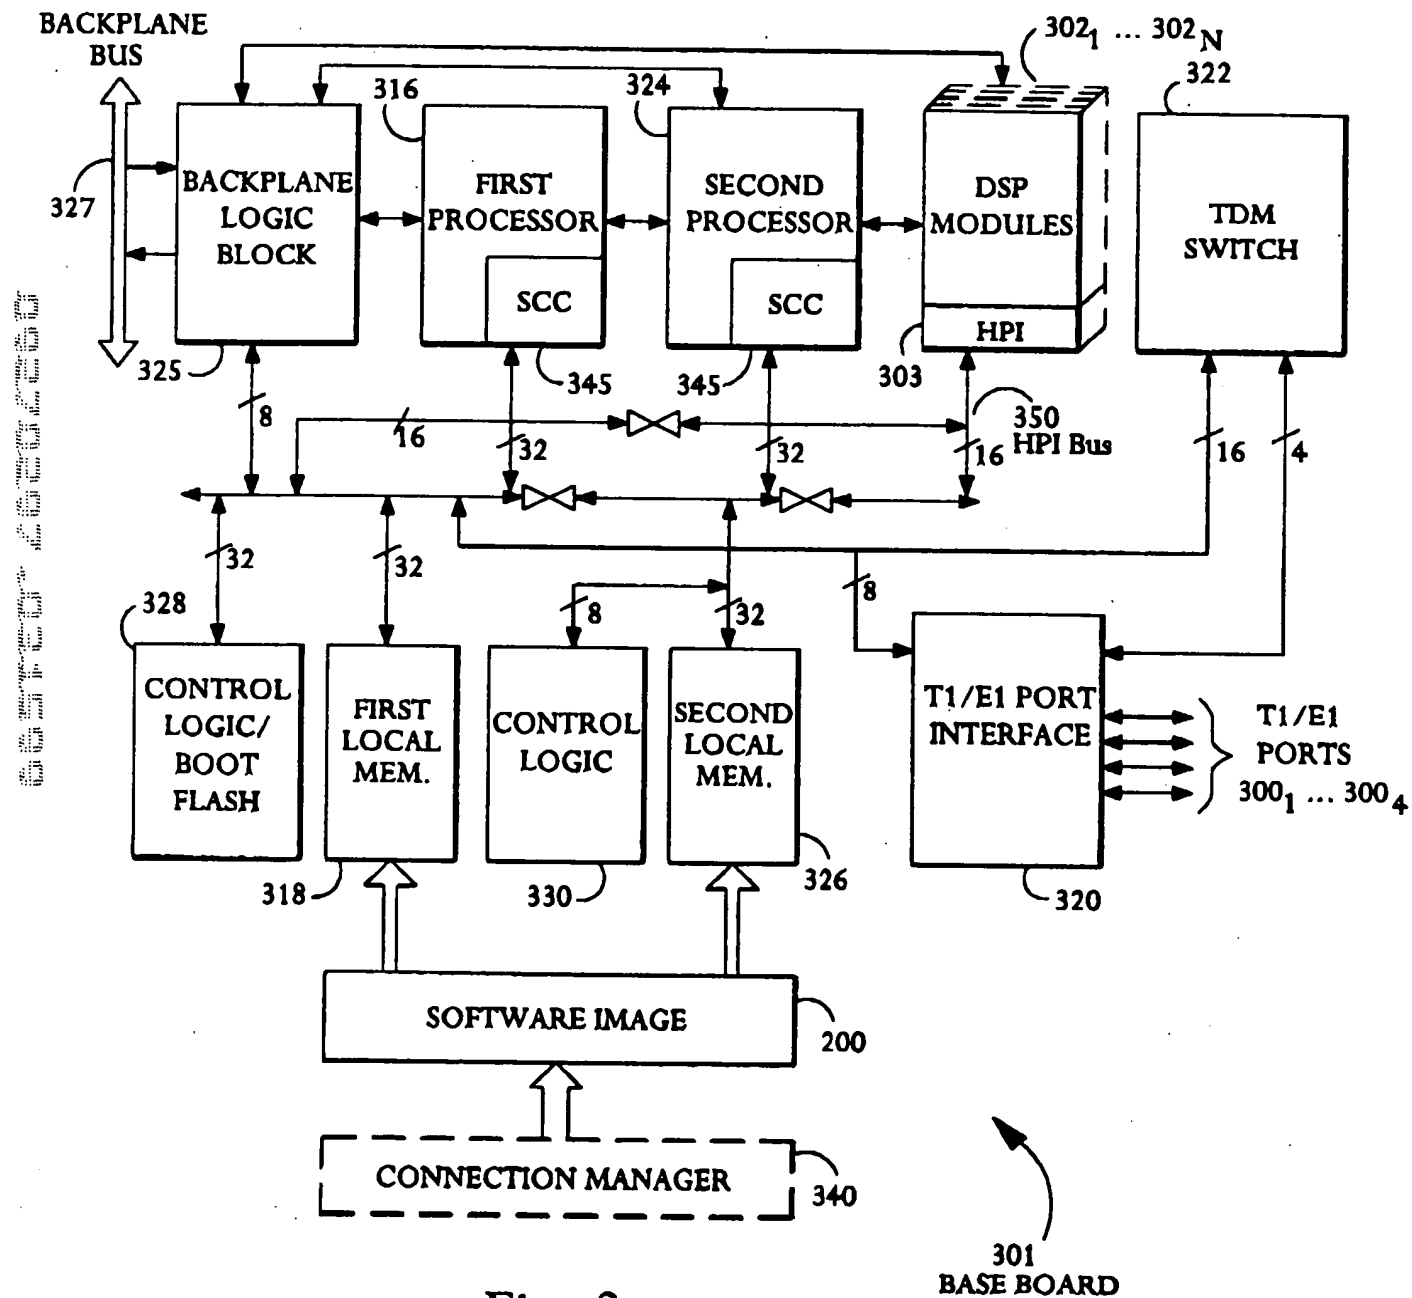 BACKPLANE
BUS
302₁ ... 302N
322
316
324
327
BACKPLANE
LOGIC
BLOCK
FIRST
PROCESSOR
SCC
SECOND
PROCESSOR
SCC
DSP
MODULES
HPI
TDM
SWITCH
325
345
345
303
350
HPI Bus
8
16
32
32
16
16
4
32
32
8
32
8
328
CONTROL
LOGIC/
BOOT
FLASH
FIRST
LOCAL
MEM.
CONTROL
LOGIC
SECOND
LOCAL
MEM.
T1/E1 PORT
INTERFACE
T1/E1
PORTS
300₁ ... 300₄
318
330
326
320
SOFTWARE IMAGE
200
CONNECTION MANAGER
340
301
BASE BOARD